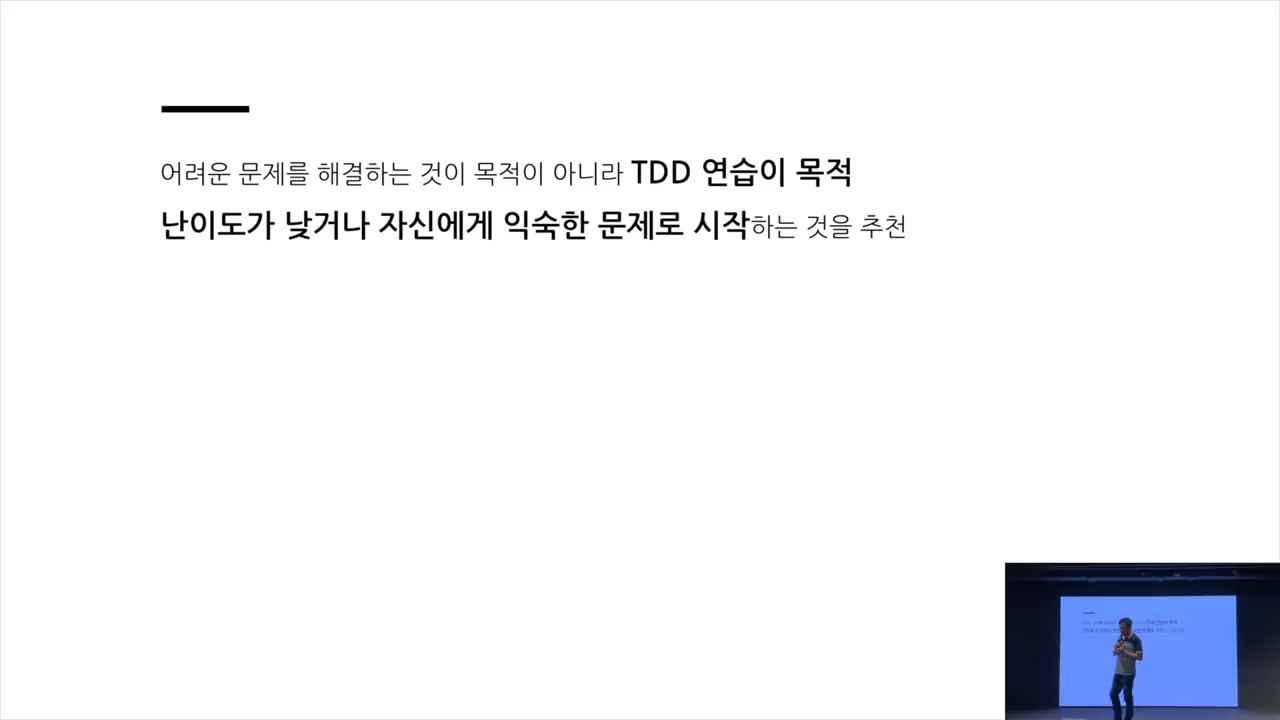 어려운 문제를 해결하는 것이 목적이 아니라 TDD 연습이 목적
난이도가 낮거나 자신에게 익숙한 문제로 시작하는 것을 추천